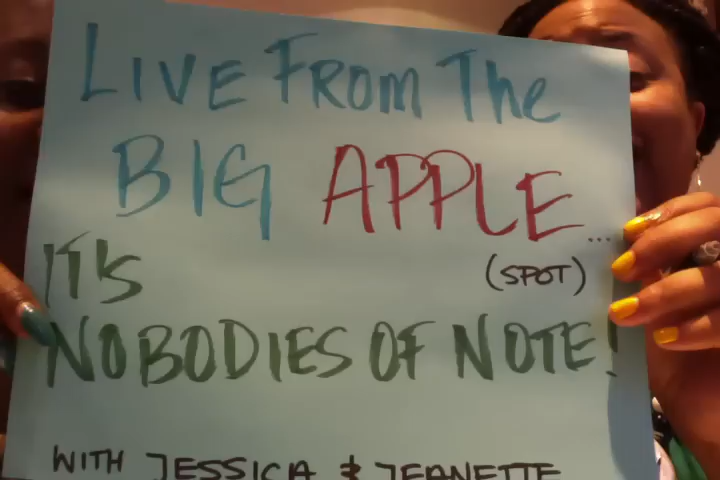 LIVE FROM THE
BIG APPLE...
(SPOT)
IT'S
NOBODIES OF NOTE!
WITH JESSICA & JEANETTE